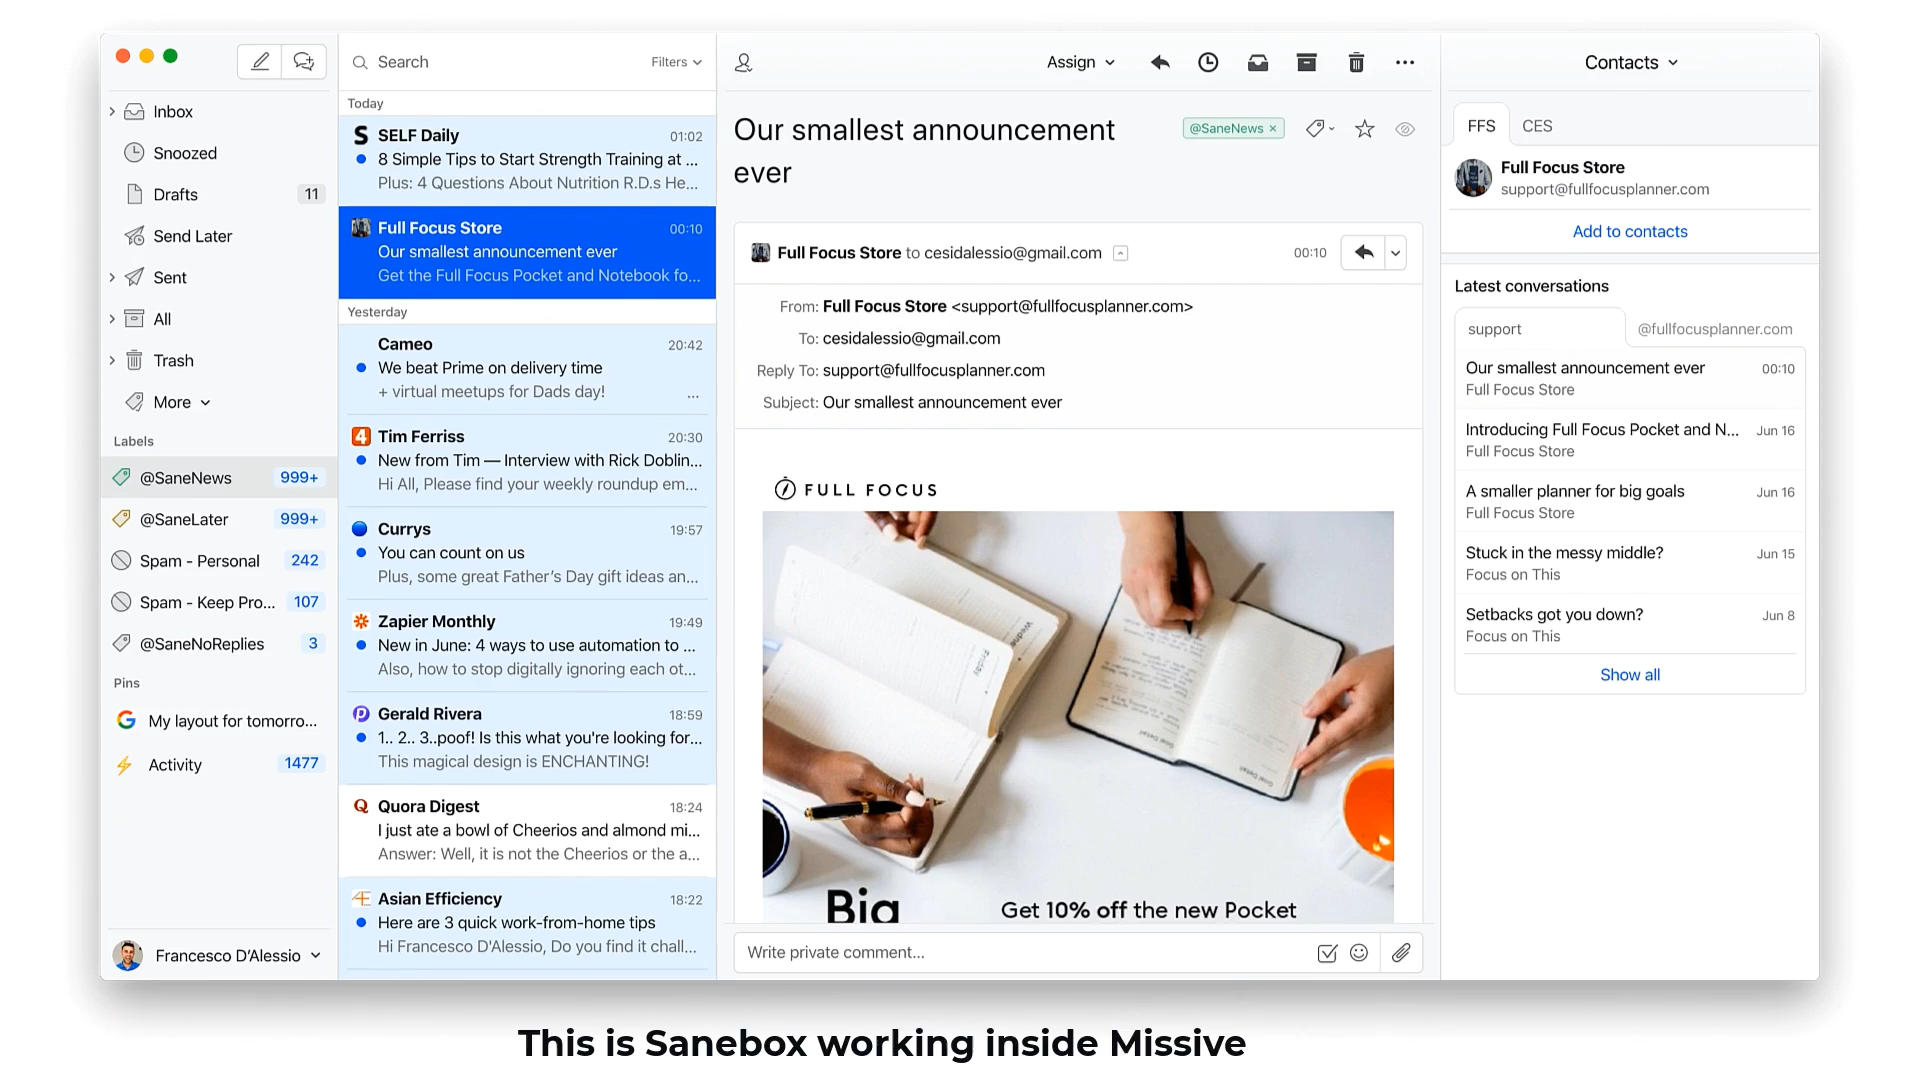 Inbox
Snoozed
Drafts 11
Send Later
Sent
All
Trash
More
Labels
@SaneNews 999+
@SaneLater 999+
Spam - Personal 242
Spam - Keep Pro... 107
@SaneNoReplies 3
Pins
My layout for tomorro...
Activity 1477
Francesco D'Alessio
Search Filters
Today
SELF Daily 01:02
8 Simple Tips to Start Strength Training at ...
Plus: 4 Questions About Nutrition R.D.s He...
Full Focus Store 00:10
Our smallest announcement ever
Get the Full Focus Pocket and Notebook fo...
Yesterday
Cameo 20:42
We beat Prime on delivery time
+ virtual meetups for Dads day! ...
Tim Ferriss 20:30
New from Tim — Interview with Rick Doblin...
Hi All, Please find your weekly roundup em...
Currys 19:57
You can count on us
Plus, some great Father's Day gift ideas an...
Zapier Monthly 19:49
New in June: 4 ways to use automation to ...
Also, how to stop digitally ignoring each ot...
Gerald Rivera 18:59
1.. 2.. 3..poof! Is this what you're looking for...
This magical design is ENCHANTING!
Quora Digest 18:24
I just ate a bowl of Cheerios and almond mi...
Answer: Well, it is not the Cheerios or the a...
Asian Efficiency 18:22
Here are 3 quick work-from-home tips
Hi Francesco D'Alessio, Do you find it chall...
Assign
Our smallest announcement
ever
@SaneNews ×
Full Focus Store to cesidalessio@gmail.com 00:10
From: Full Focus Store <support@fullfocusplanner.com>
To: cesidalessio@gmail.com
Reply To: support@fullfocusplanner.com
Subject: Our smallest announcement ever
FULL FOCUS
Wednesday
Friday
Goal Detail
Goal Detail
Big
Get 10% off the new Pocket
Write private comment...
Contacts
FFS CES
Full Focus Store
support@fullfocusplanner.com
Add to contacts
Latest conversations
support @fullfocusplanner.com
Our smallest announcement ever 00:10
Full Focus Store
Introducing Full Focus Pocket and N... Jun 16
Full Focus Store
A smaller planner for big goals Jun 16
Full Focus Store
Stuck in the messy middle? Jun 15
Focus on This
Setbacks got you down? Jun 8
Focus on This
Show all
This is Sanebox working inside Missive